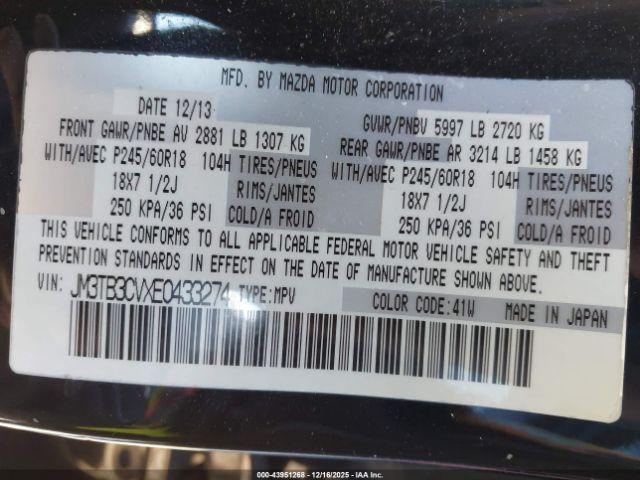 MFD. BY MAZDA MOTOR CORPORATION
DATE 12/13
GVWR/PNBV 5997 LB 2720 KG
FRONT GAWR/PNBE AV 2881 LB 1307 KG
REAR GAWR/PNBE AR 3214 LB 1458 KG
WITH/AVEC P245/60R18 104H TIRES/PNEUS
WITH/AVEC P245/60R18 104H TIRES/PNEUS
18X7 1/2J RIMS/JANTES
18X7 1/2J RIMS/JANTES
250 KPA/36 PSI COLD/A FROID
250 KPA/36 PSI COLD/A FROID
THIS VEHICLE CONFORMS TO ALL APPLICABLE FEDERAL MOTOR VEHICLE SAFETY AND THEFT
PREVENTION STANDARDS IN EFFECT ON THE DATE OF MANUFACTURE SHOWN ABOVE.
VIN: JM3TB3CVXE0433274 TYPE:MPV
COLOR CODE:41W MADE IN JAPAN
000-43951268 - 12/16/2025 - IAAI.com